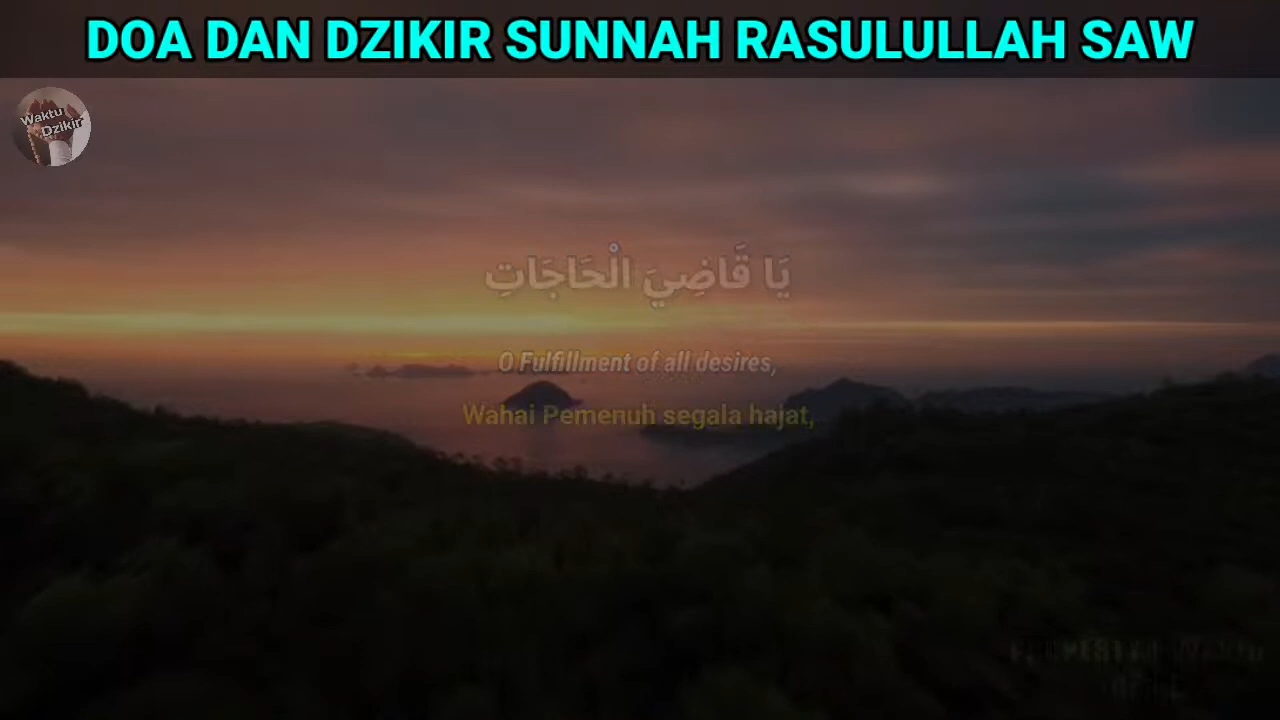 DOA DAN DZIKIR SUNNAH RASULULLAH SAW
Waktu
Dzikir
يَا قَاضِيَ الْحَاجَاتِ
O Fulfillment of all desires,
Wahai Pemenuh segala hajat,